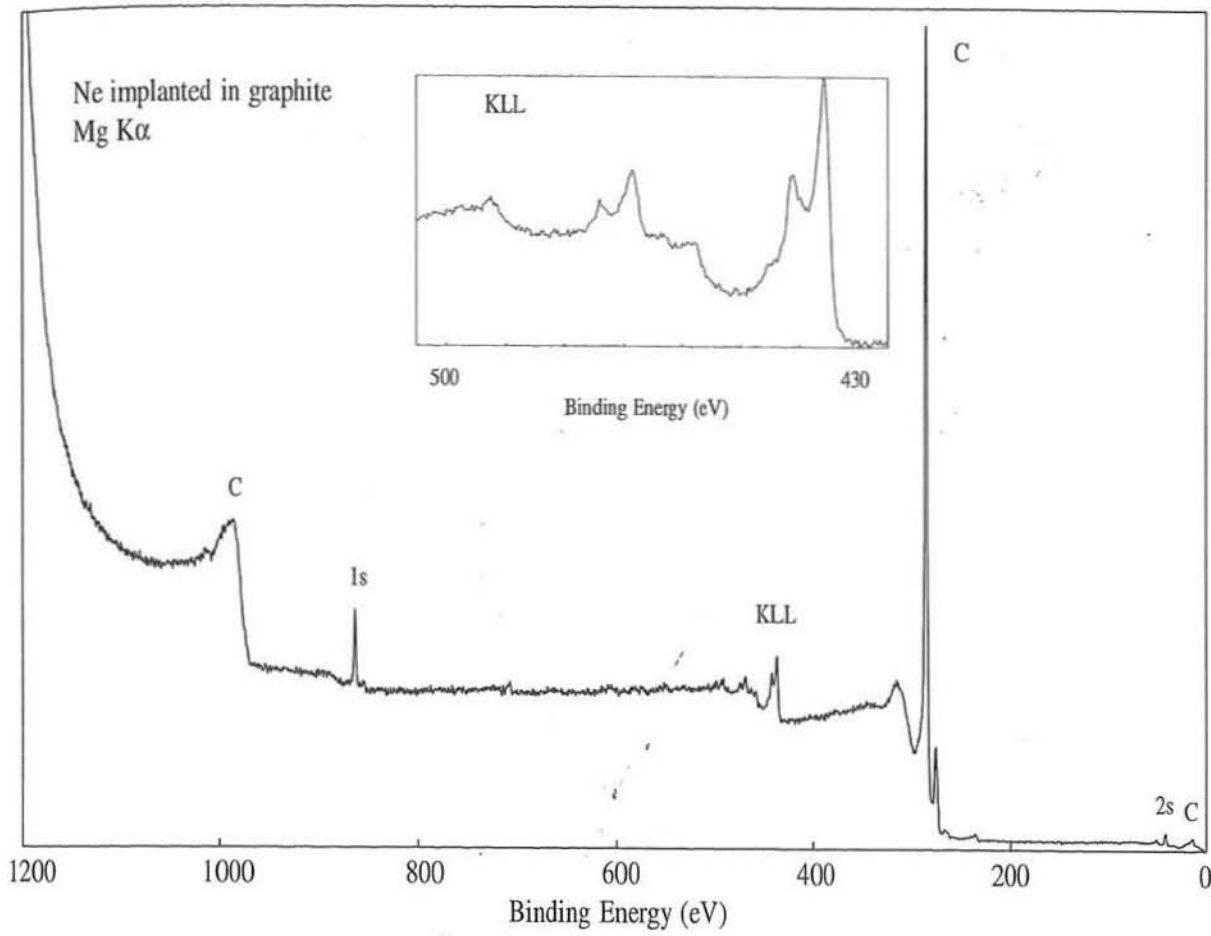 C
Ne implanted in graphite
Mg Kα
KLL
500
430
Binding Energy (eV)
C
1s
KLL
2s C
1200
1000
800
600
400
200
0
Binding Energy (eV)